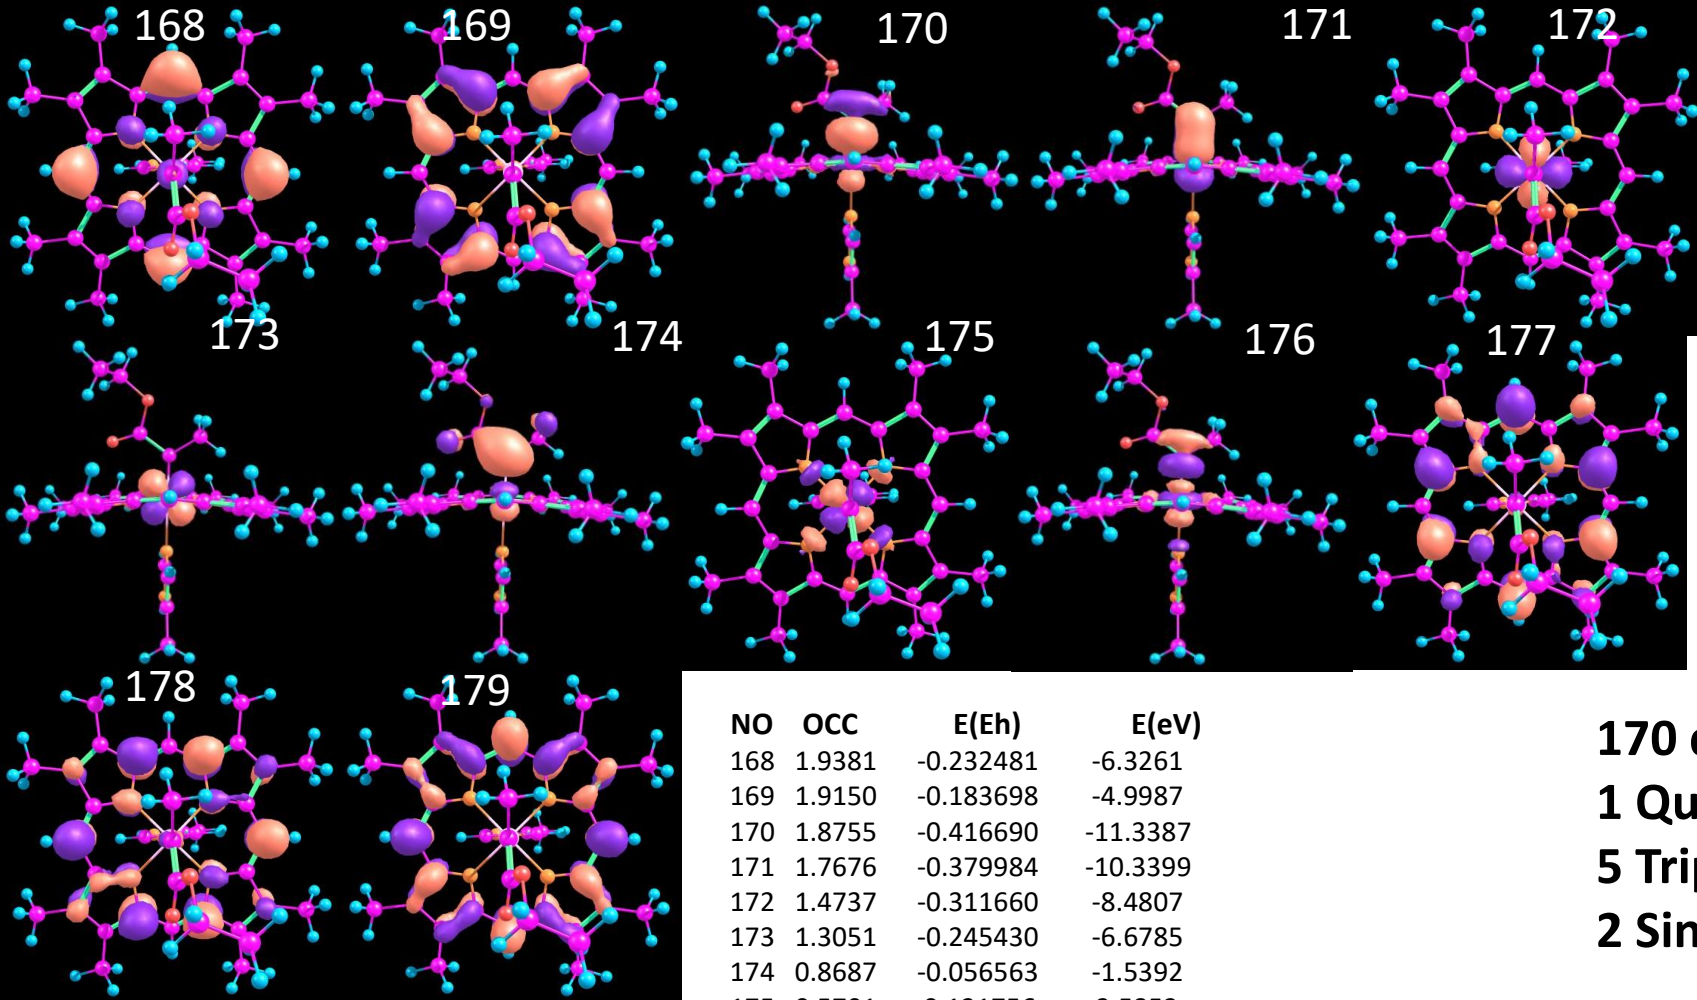 168 169 170 171 172
173 174 175 176 177
178 179
NO OCC E(Eh) E(eV)
168 1.9381 -0.232481 -6.3261
169 1.9150 -0.183698 -4.9987
170 1.8755 -0.416690 -11.3387
171 1.7676 -0.379984 -10.3399
172 1.4737 -0.311660 -8.4807
173 1.3051 -0.245430 -6.6785
174 0.8687 -0.056563 -1.5392
170
1 Qu
5 Trip
2 Sin